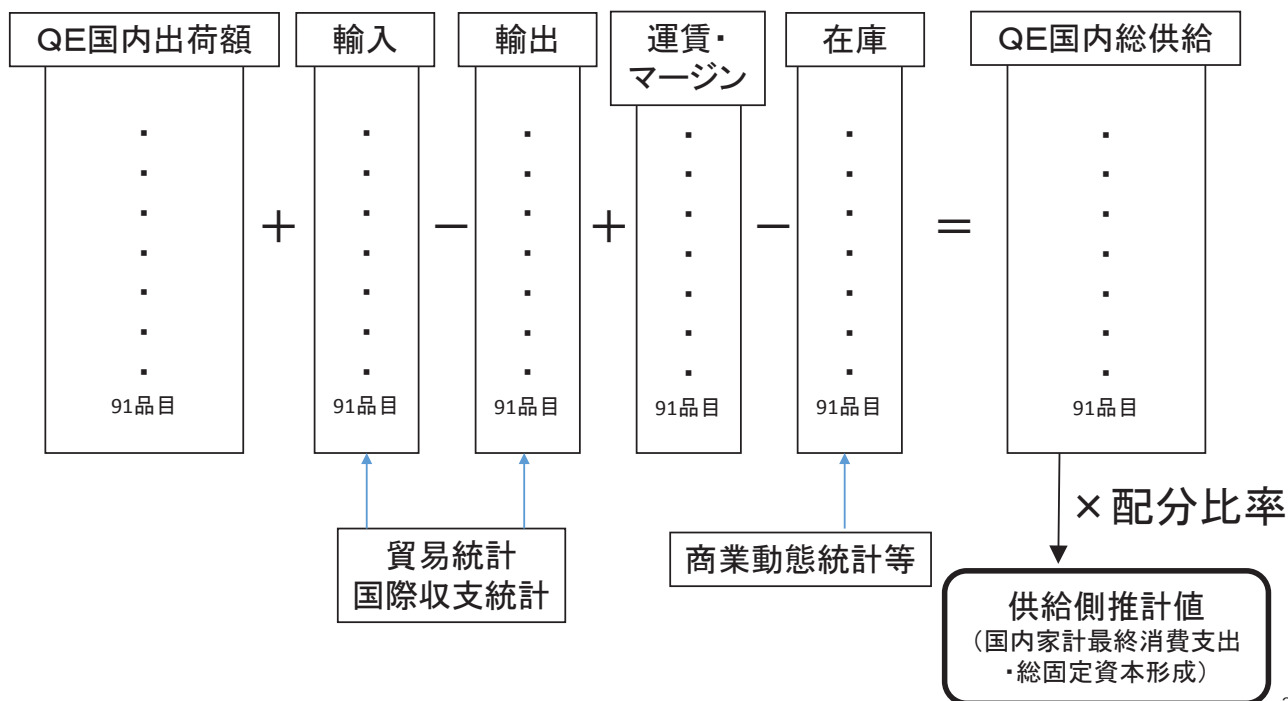 QE国内出荷額
輸入
輸出
運賃・
マージン
在庫
QE国内総供給
+
-
+
-
=
91品目
91品目
91品目
91品目
91品目
91品目
×配分比率
貿易統計
国際収支統計
商業動態統計等
供給側推計値
(国内家計最終消費支出
・総固定資本形成)